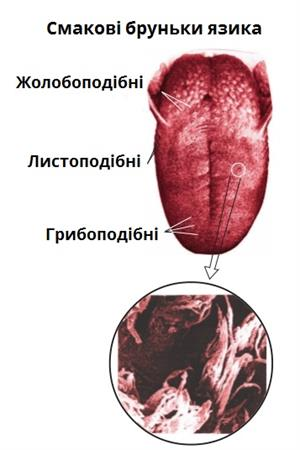 Смакові бруньки язика
Жолобоподібні
Листоподібні
Грибоподібні